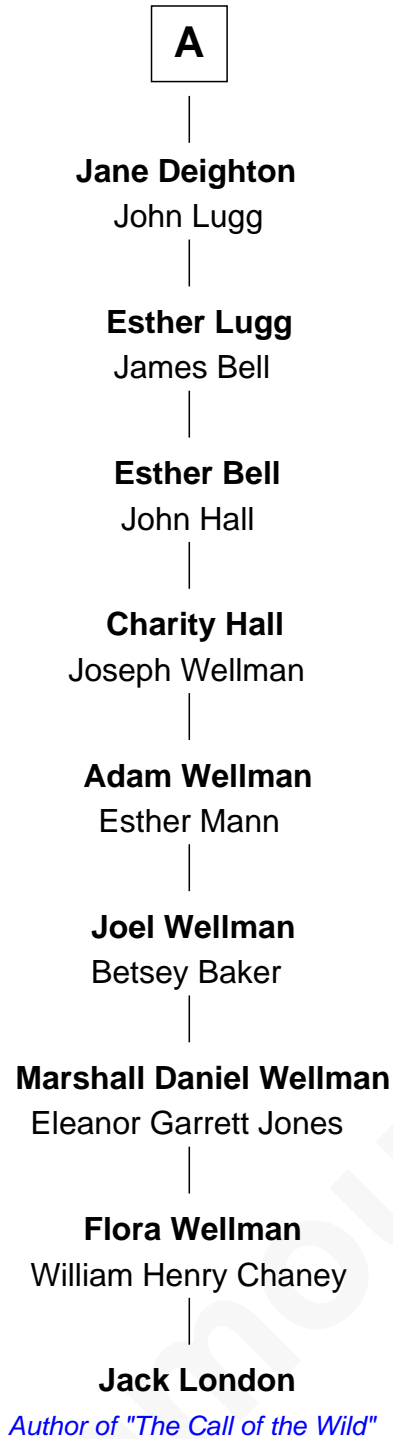 A
Jane Deighton
John Lugg
Esther Lugg
James Bell
Esther Bell
John Hall
Charity Hall
Joseph Wellman
Adam Wellman
Esther Mann
Joel Wellman
Betsey Baker
Marshall Daniel Wellman
Eleanor Garrett Jones
Flora Wellman
William Henry Chaney
Jack London
Author of "The Call of the Wild"